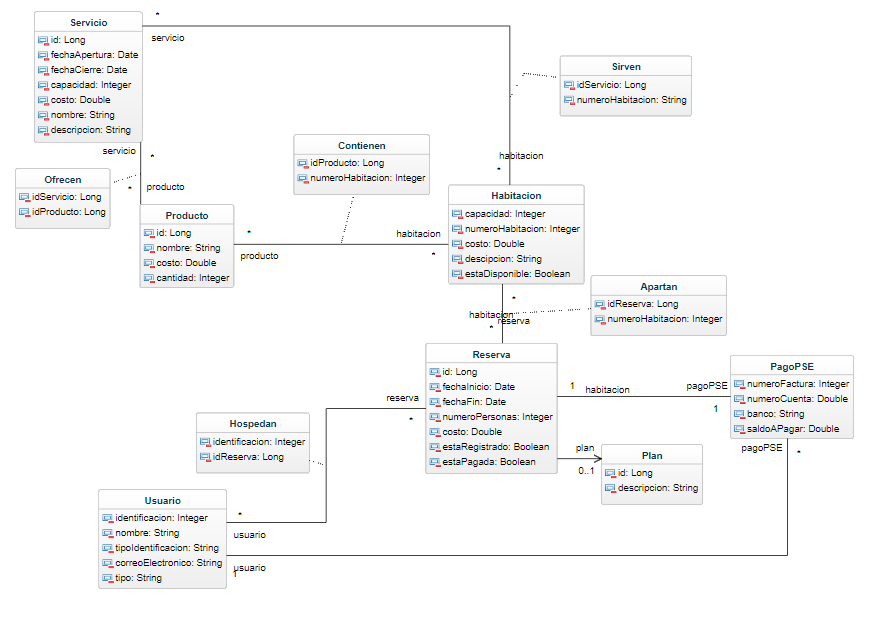 Servicio
id: Long
fechaApertura: Date
fechaCierre: Date
capacidad: Integer
costo: Double
nombre: String
descripcion: String
*
servicio
Sirven
idServicio: Long
numeroHabitacion: String
Contienen
idProducto: Long
numeroHabitacion: Integer
servicio
*
habitacion
*
Ofrecen
idServicio: Long
idProducto: Long
*
producto
Producto
id: Long
nombre: String
costo: Double
cantidad: Integer
*
producto
habitacion
*
Habitacion
capacidad: Integer
numeroHabitacion: Integer
costo: Double
descipcion: String
estaDisponible: Boolean
*
habitacion
reserva
*
Apartan
idReserva: Long
numeroHabitacion: Integer
Reserva
id: Long
fechaInicio: Date
fechaFin: Date
numeroPersonas: Integer
costo: Double
estaRegistrado: Boolean
estaPagada: Boolean
1
habitacion
pagoPSE
1
PagoPSE
numeroFactura: Integer
numeroCuenta: Double
banco: String
saldoAPagar: Double
pagoPSE
*
reserva
*
Hospedan
identificacion: Integer
idReserva: Long
plan
0..1
Plan
id: Long
descripcion: String
Usuario
identificacion: Integer
nombre: String
tipoIdentificacion: String
correoElectronico: String
tipo: String
*
usuario
usuario
1